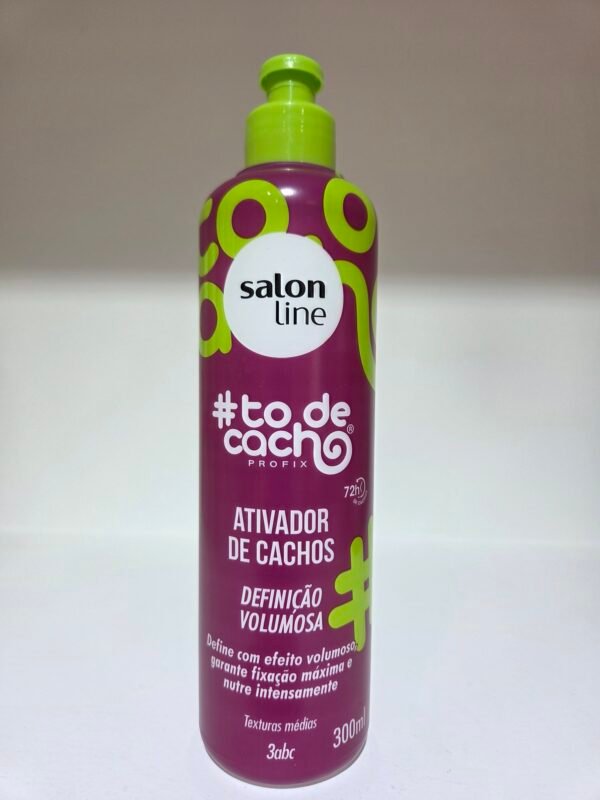 salon
line
#to de
cacho®
PROFIX
72h
ATIVADOR
DE CACHOS
DEFINIÇÃO
VOLUMOSA
Define com efeito volumoso,
garante fixação máxima e
nutre intensamente
Texturas médias
3abc
300ml